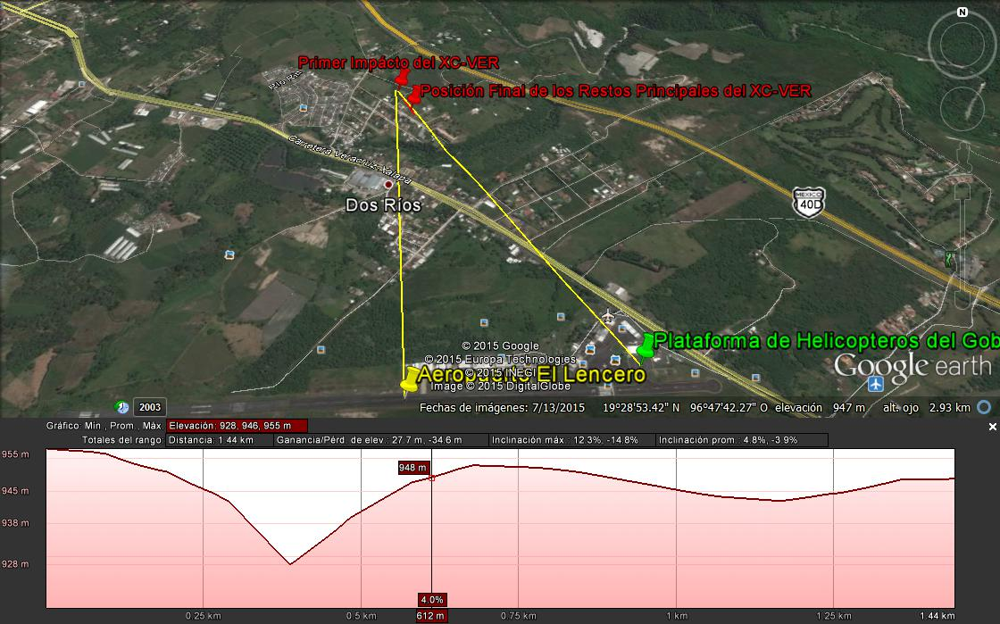 N
Primer Impácto del XC-VER
Posición Final de los Restos Principales del XC-VER
Carretera Veracruz-Xalapa
Dos Ríos
MEXICO
40D
Plataforma de Helicopteros del Gob
© 2015 Google
© 2015 Europa Technologies
Aeropuerto El Lencero
© 2015 INEGI
Image © 2015 DigitalGlobe
Google earth
2003
Fechas de imágenes: 7/13/2015 19°28'53.42" N 96°47'42.27" O elevación 947 m alt. ojo 2.93 km
Gráfico: Mín., Prom., Máx. Elevación: 928, 946, 955 m
Totales del rango: Distancia: 1.44 km Ganancia/Pérd. de elev.: 27.7 m, -34.6 m Inclinación máx.: 12.3%, -14.8% Inclinación prom.: 4.8%, -3.9%
955 m
948 m
945 m
938 m
928 m
4.0%
0.25 km 0.5 km 612 m 0.75 km 1 km 1.25 km 1.44 km